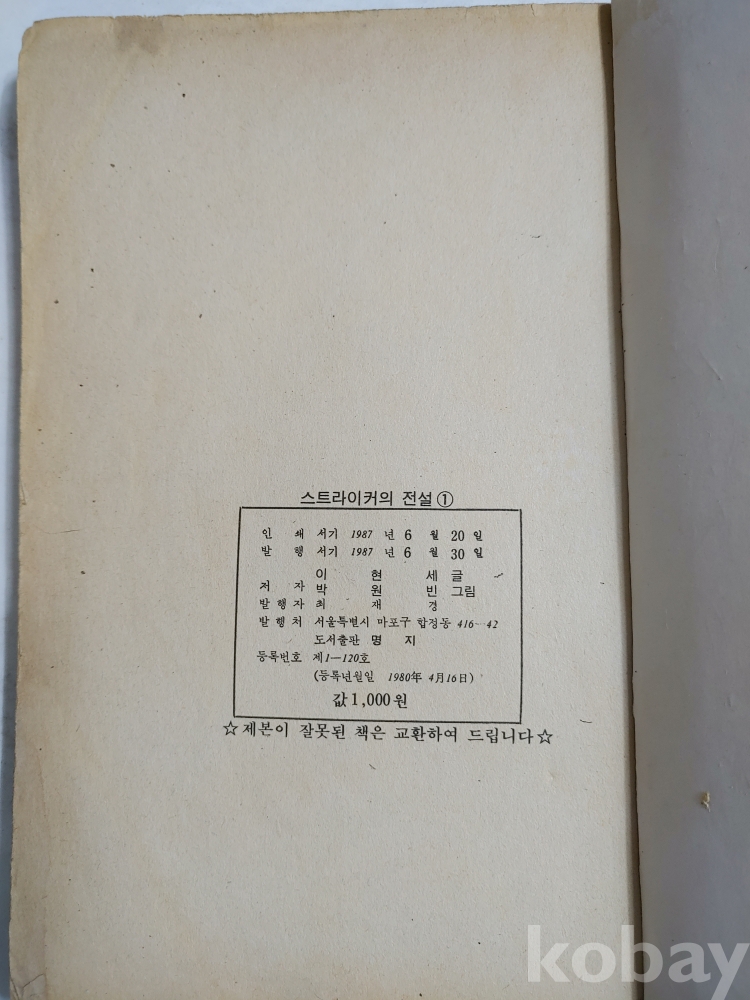 스트라이커의 전설 ①
인 쇄 서기 1987 년 6 월 20 일
발 행 서기 1987 년 6 월 30 일
이 현 세 글
저 자 박 원 빈 그림
발 행 자 최 재 경
발 행 처 서울특별시 마포구 합정동 416-42
도서출판 명 지
등록번호 제1-120호
(등록년월일 1980年 4月16日)
값 1,000 원
☆제본이 잘못된 책은 교환하여 드립니다☆
kobay